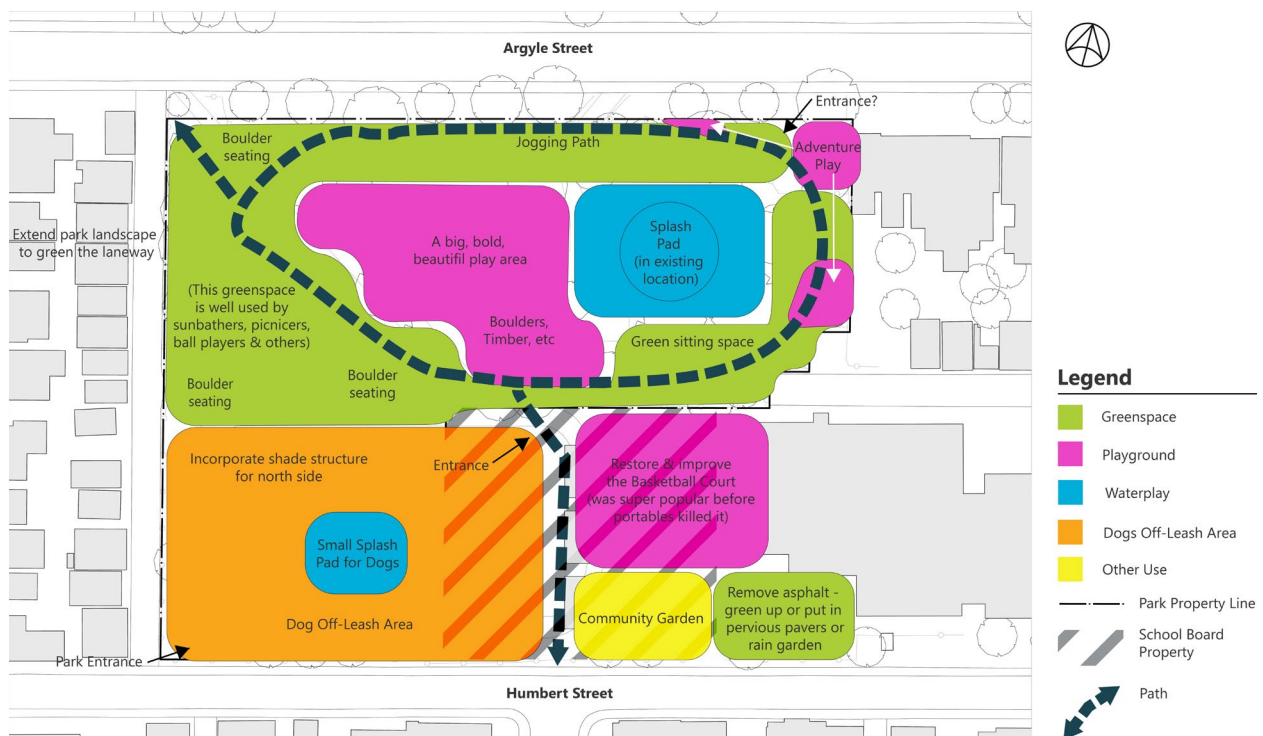 Argyle Street
Entrance?
Boulder
seating
Jogging Path
Adventure
Play
Extend park landscape
to green the laneway
A big, bold,
beautifil play area
Splash
Pad
(in existing
location)
(This greenspace
is well used by
sunbathers, picnicers,
ball players & others)
Boulders,
Timber, etc
Green sitting space
Boulder
seating
Boulder
seating
Incorporate shade structure
for north side
Entrance
Restore & improve
the Basketball Court
(was super popular before
portables killed it)
Small Splash
Pad for Dogs
Dog Off-Leash Area
Community Garden
Remove asphalt -
green up or put in
pervious pavers or
rain garden
Park Entrance
Humbert Street
Legend
Greenspace
Playground
Waterplay
Dogs Off-Leash Area
Other Use
Park Property Line
School Board
Property
Path